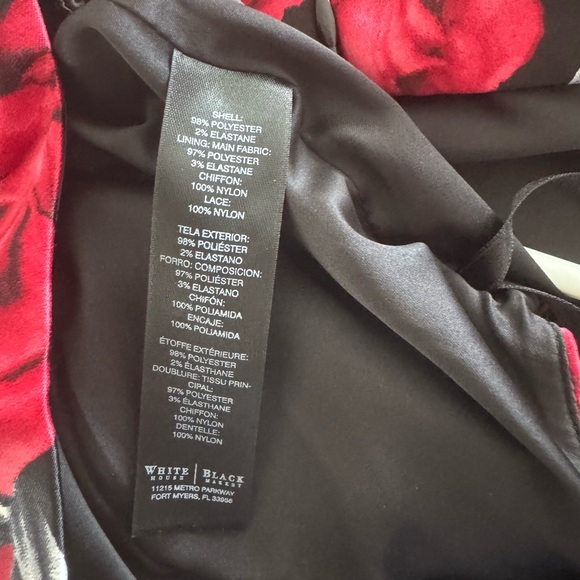 SHELL:
98% POLYESTER
2% ELASTANE
LINING: MAIN FABRIC:
97% POLYESTER
3% ELASTANE
CHIFFON:
100% NYLON
LACE:
100% NYLON
TELA EXTERIOR:
98% POLIÉSTER
2% ELASTANO
FORRO: COMPOSICION:
97% POLIÉSTER
3% ELASTANO
CHIFÓN:
100% POLIAMIDA
ENCAJE:
100% POLIAMIDA
ÉTOFFE EXTÉRIEURE:
98% POLYESTER
2% ÉLASTHANE
DOUBLURE: TISSU PRIN-
CIPAL:
97% POLYESTER
3% ÉLASTHANE
CHIFFON:
100% NYLON
DENTELLE:
100% NYLON
WHITE | BLACK
HOUSE | MARKET
11215 METRO PARKWAY
FORT MYERS, FL 33966